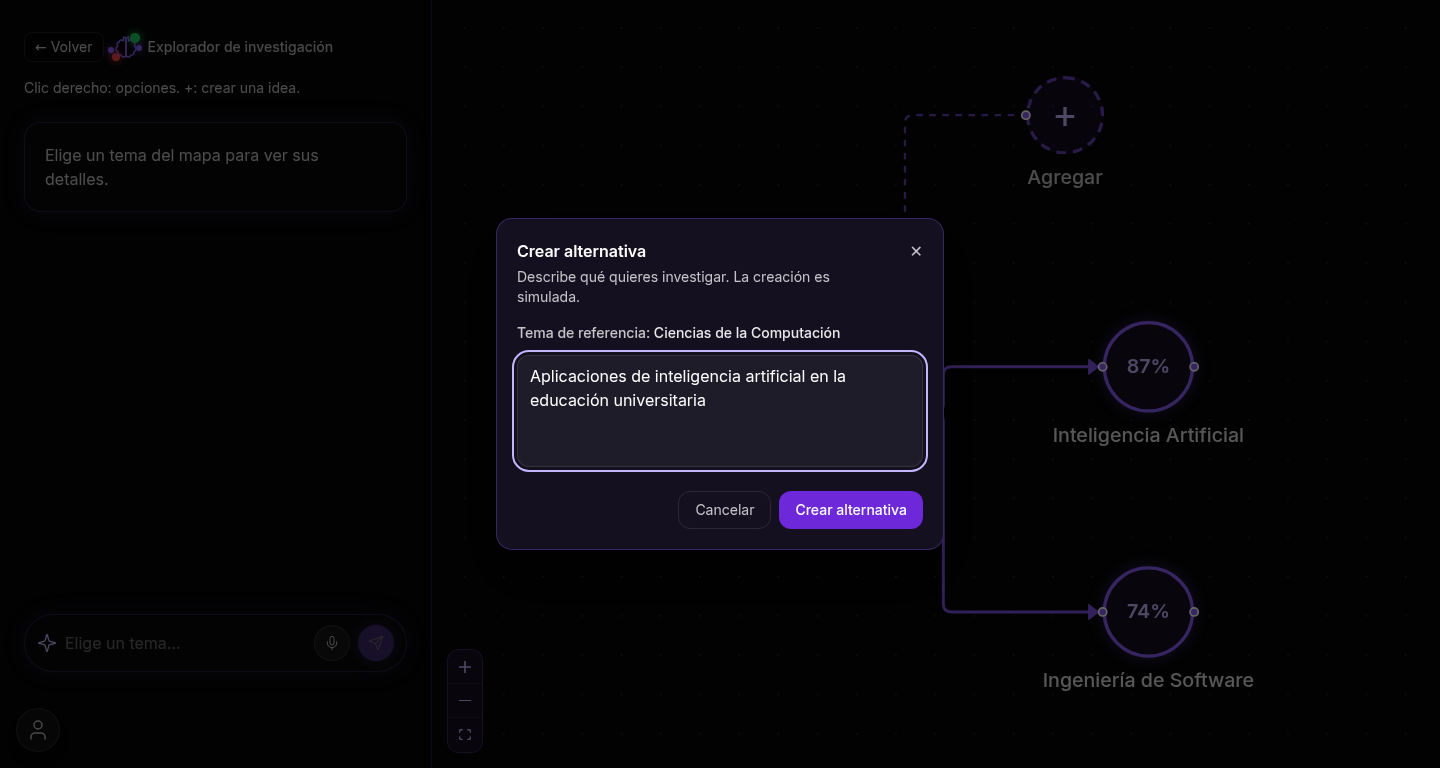 ← Volver
Explorador de investigación
Clic derecho: opciones. +: crear una idea.
Elige un tema del mapa para ver sus
detalles.
+
Agregar
Crear alternativa
×
Describe qué quieres investigar. La creación es
simulada.
Tema de referencia: Ciencias de la Computación
Aplicaciones de inteligencia artificial en la
educación universitaria
Cancelar
Crear alternativa
87%
Inteligencia Artificial
74%
Ingeniería de Software
Elige un tema...